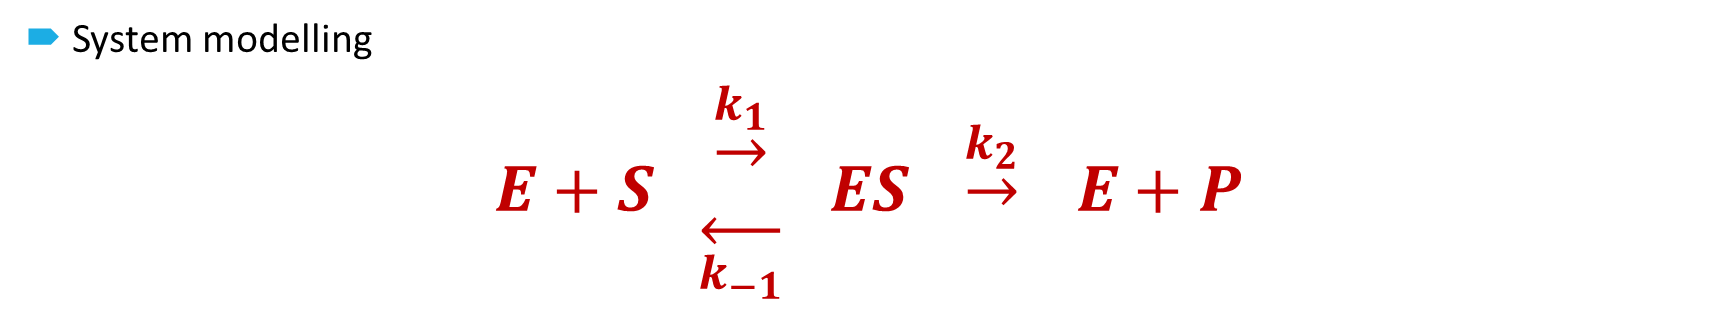 System modelling
k₁ k₂
E + S → ES → E + P
←
k₋₁